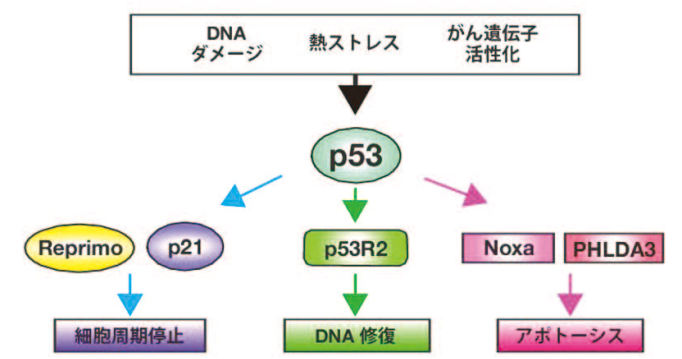 DNA
ダメージ
熱ストレス
がん遺伝子
活性化
p53
Reprimo
p21
p53R2
Noxa
PHLDA3
細胞周期停止
DNA 修復
アポトーシス